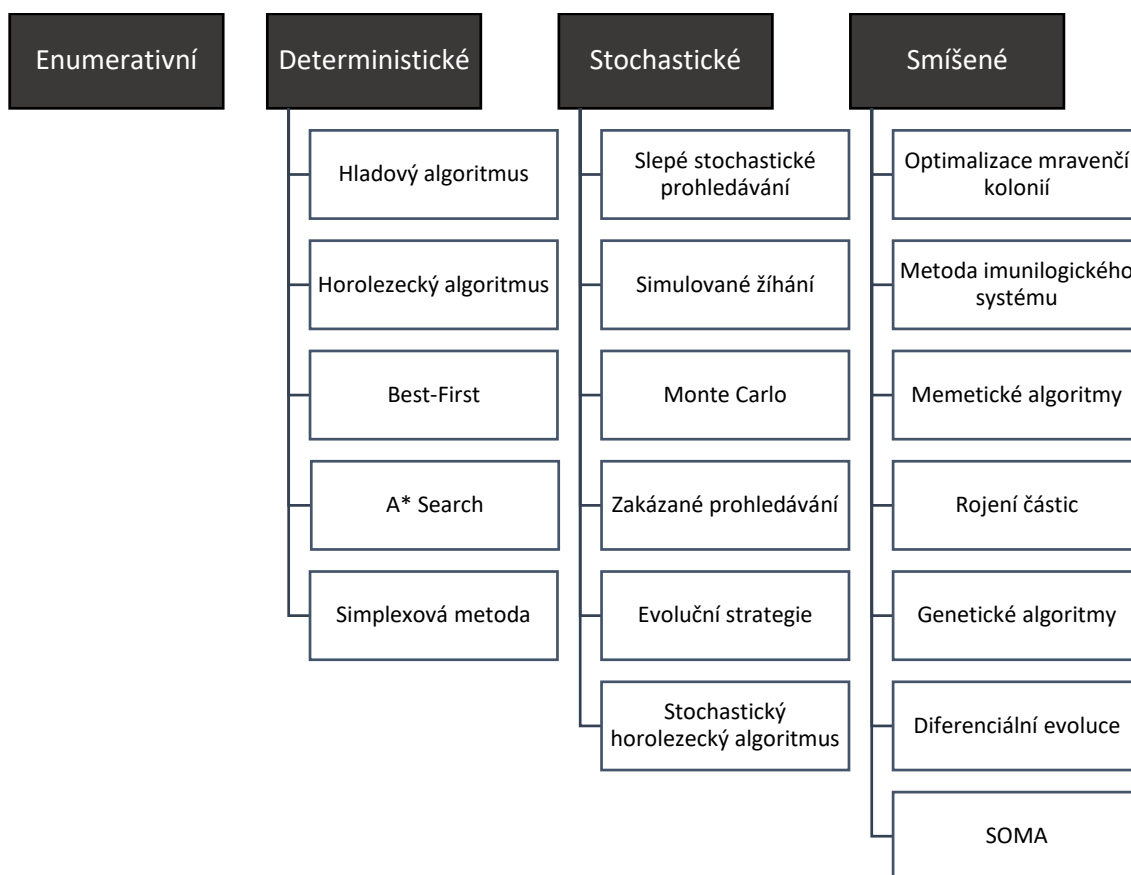 Enumerativní
Deterministické
Hladový algoritmus
Horolezecký algoritmus
Best-First
A* Search
Simplexová metoda
Stochastické
Slepé stochastické
prohledávání
Simulované žíhání
Monte Carlo
Zakázané prohledávání
Evoluční strategie
Stochastický
horolezecký algoritmus
Smíšené
Optimalizace mravenčí
kolonií
Metoda imunilogického
systému
Memetické algoritmy
Rojení částic
Genetické algoritmy
Diferenciální evoluce
SOMA